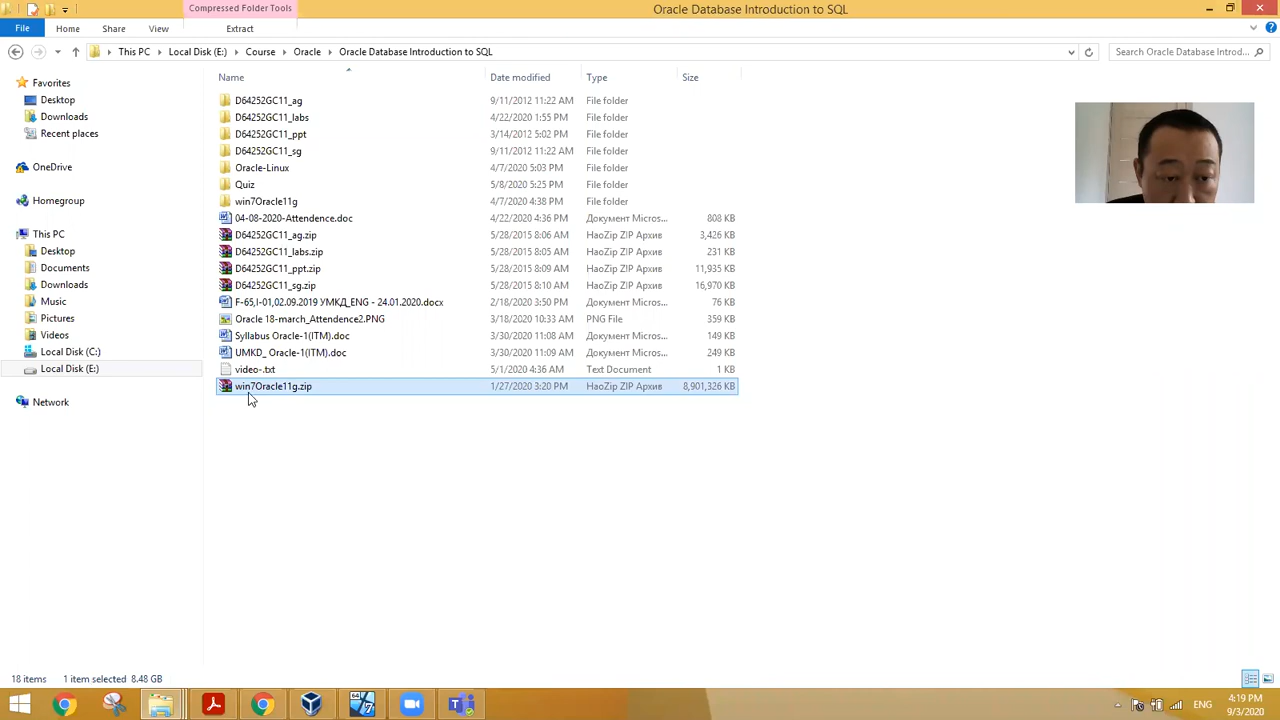 Compressed Folder Tools
Oracle Database Introduction to SQL
File Home Share View Extract
This PC Local Disk (E:) Course Oracle Oracle Database Introduction to SQL
Search Oracle Database Introd...
Name Date modified Type Size
Favorites
Desktop
Downloads
Recent places
OneDrive
Homegroup
This PC
Desktop
Documents
Downloads
Music
Pictures
Videos
Local Disk (C:)
Local Disk (E:)
Network
D64252GC11_ag 9/11/2012 11:22 AM File folder
D64252GC11_labs 4/22/2020 1:55 PM File folder
D64252GC11_ppt 3/14/2012 5:02 PM File folder
D64252GC11_sg 9/11/2012 11:22 AM File folder
Oracle-Linux 4/7/2020 5:03 PM File folder
Quiz 5/8/2020 5:25 PM File folder
win7Oracle11g 4/7/2020 4:38 PM File folder
04-08-2020-Attendence.doc 4/22/2020 4:36 PM Документ Micros... 808 KB
D64252GC11_ag.zip 5/28/2015 8:06 AM HaoZip ZIP Архив 3,426 KB
D64252GC11_labs.zip 5/28/2015 8:05 AM HaoZip ZIP Архив 231 KB
D64252GC11_ppt.zip 5/28/2015 8:09 AM HaoZip ZIP Архив 11,935 KB
D64252GC11_sg.zip 5/28/2015 8:10 AM HaoZip ZIP Архив 16,970 KB
F-65,I-01,02.09.2019 УМКД_ENG - 24.01.2020.docx 2/18/2020 3:50 PM Документ Micros... 76 KB
Oracle 18-march_Attendence2.PNG 3/18/2020 10:33 AM PNG File 359 KB
Syllabus Oracle-1(ITM).doc 3/30/2020 11:08 AM Документ Micros... 149 KB
UMKD_ Oracle-1(ITM).doc 3/30/2020 11:09 AM Документ Micros... 249 KB
video-.txt 5/1/2020 4:36 AM Text Document 1 KB
win7Oracle11g.zip 1/27/2020 3:20 PM HaoZip ZIP Архив 8,901,326 KB
18 items 1 item selected 8.48 GB
64
7
ENG
4:19 PM
9/3/2020